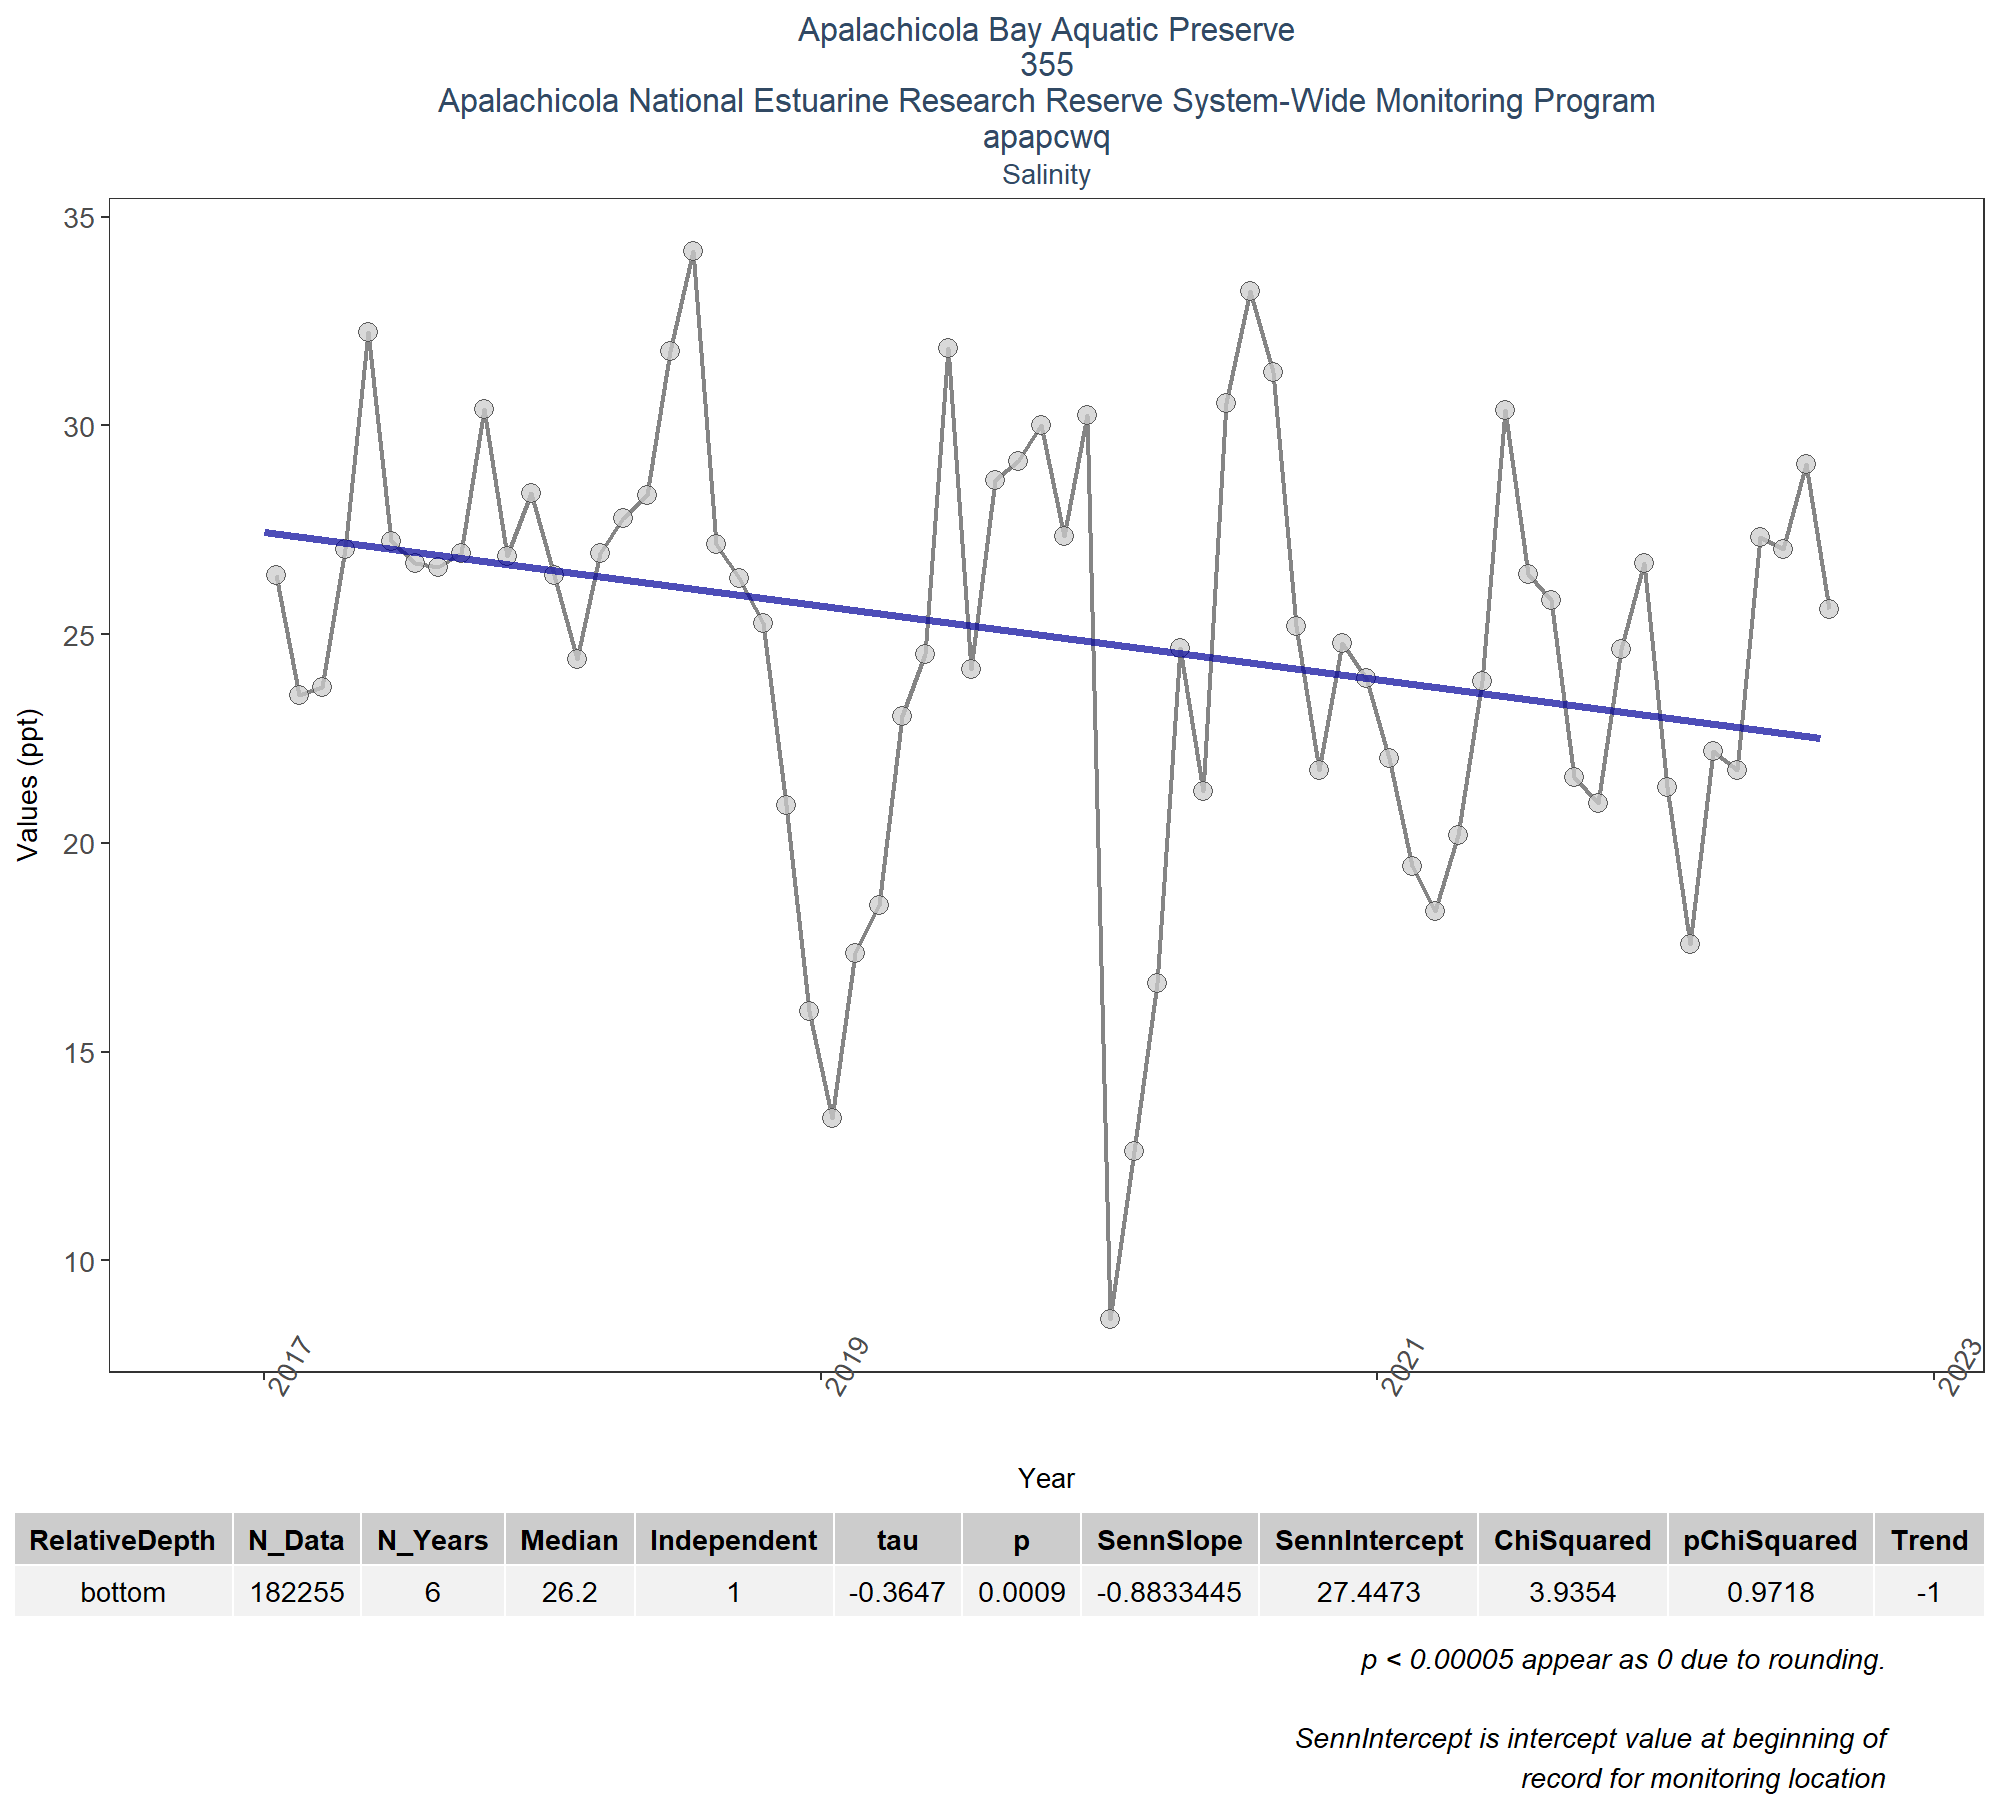 Apalachicola Bay Aquatic Preserve
355
Apalachicola National Estuarine Research Reserve System-Wide Monitoring Program
apapcwq
Salinity
35
30
25
20
15
10
Values (ppt)
2017 2019 2021 2023
Year
RelativeDepth N_Data N_Years Median Independent tau p SennSlope SennIntercept ChiSquared pChiSquared Trend
bottom 182255 6 26.2 1 -0.3647 0.0009 -0.8833445 27.4473 3.9354 0.9718 -1
p < 0.00005 appear as 0 due to rounding.
SennIntercept is intercept value at beginning of
record for monitoring location